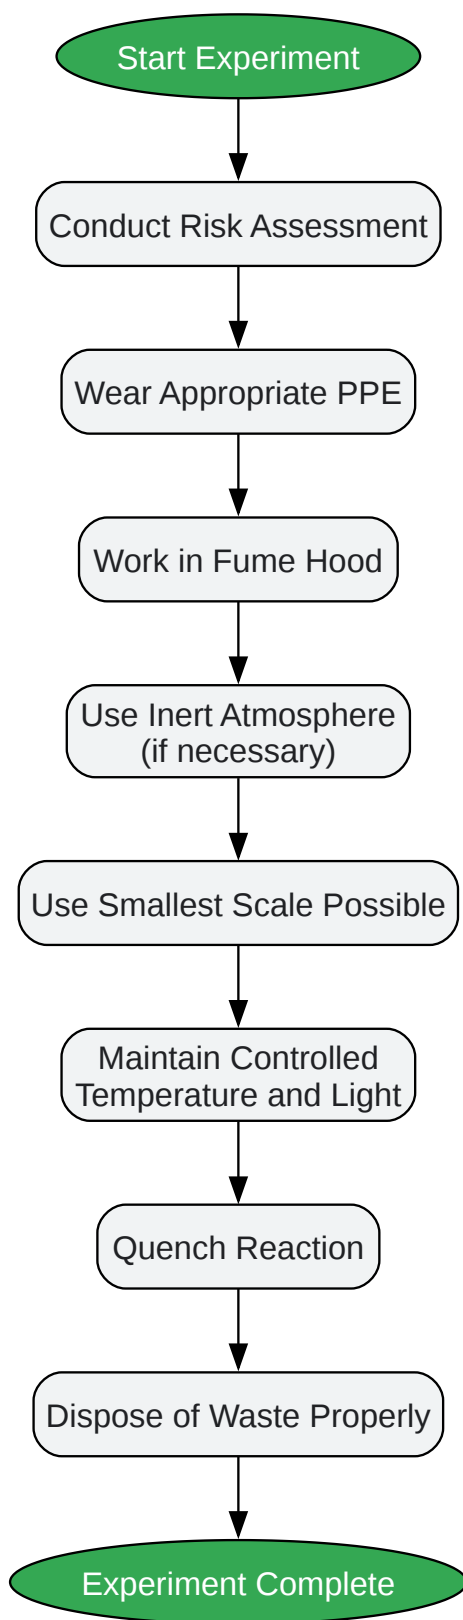 Start Experiment
Conduct Risk Assessment
Wear Appropriate PPE
Work in Fume Hood
Use Inert Atmosphere
(if necessary)
Use Smallest Scale Possible
Maintain Controlled
Temperature and Light
Quench Reaction
Dispose of Waste Properly
Experiment Complete